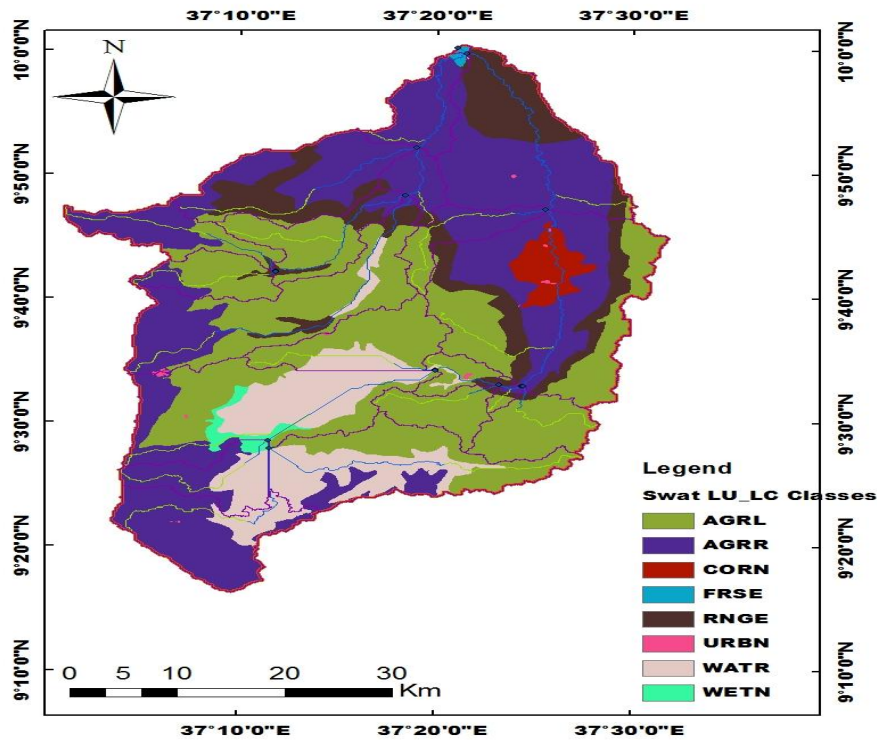 37°10'0"E 37°20'0"E 37°30'0"E
N
10°0'0"N 10°0'0"N
9°50'0"N 9°50'0"N
9°40'0"N 9°40'0"N
9°30'0"N 9°30'0"N
9°20'0"N 9°20'0"N
9°10'0"N 9°10'0"N
Legend
Swat LU_LC Classes
AGRL
AGRR
CORN
FRSE
RNGE
URBN
WATR
WETN
0 5 10 20 30
Km
37°10'0"E 37°20'0"E 37°30'0"E